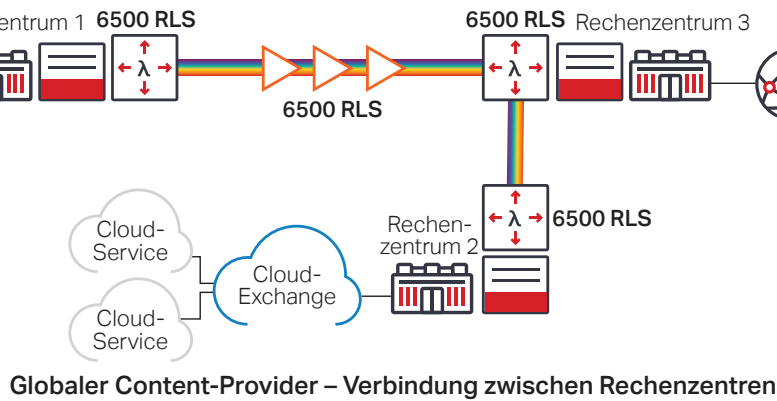 entrum 1
6500 RLS
6500 RLS
Rechenzentrum 3
λ
λ
6500 RLS
λ
6500 RLS
Rechen-
zentrum 2
Cloud-
Service
Cloud-
Exchange
Cloud-
Service
Globaler Content-Provider – Verbindung zwischen Rechenzentren